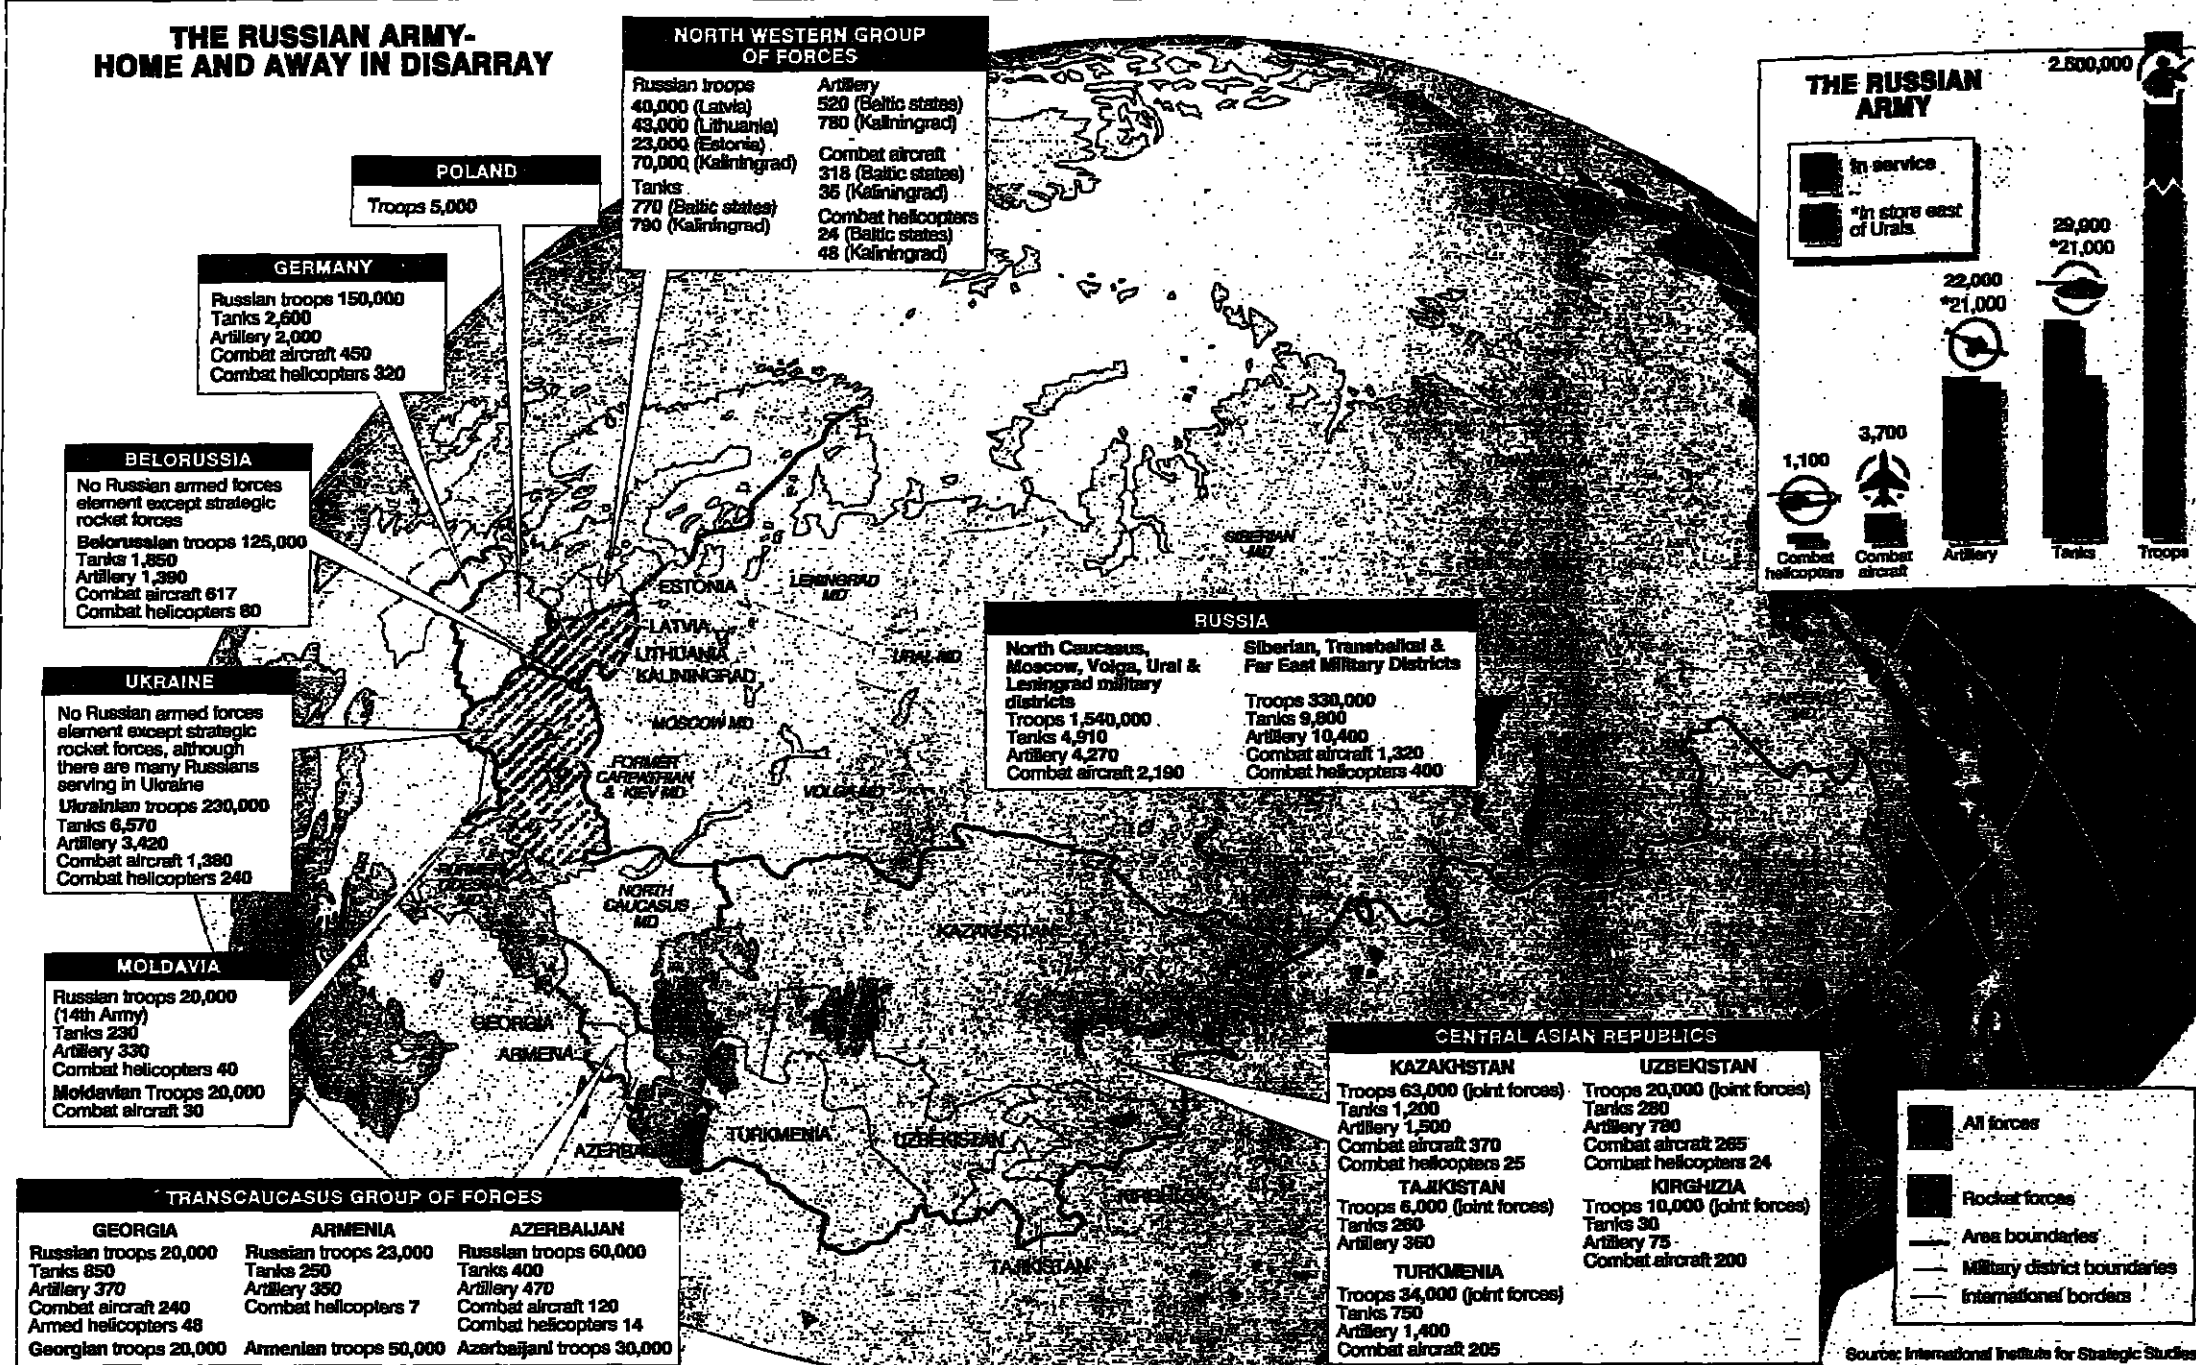 THE RUSSIAN ARMY-
HOME AND AWAY IN DISARRAY
NORTH WESTERN GROUP
OF FORCES
Russian troops
40,000 (Latvia)
43,000 (Lithuania)
23,000 (Estonia)
70,000 (Kaliningrad)
Tanks
770 (Baltic states)
790 (Kaliningrad)
Artillery
520 (Baltic states)
780 (Kaliningrad)
Combat aircraft
318 (Baltic states)
35 (Kaliningrad)
Combat helicopters
24 (Baltic states)
48 (Kaliningrad)
POLAND
Troops 5,000
GERMANY
Russian troops 150,000
Tanks 2,600
Artillery 2,000
Combat aircraft 450
Combat helicopters 320
BELORUSSIA
No Russian armed forces
element except strategic
rocket forces
Belorussian troops 125,000
Tanks 1,850
Artillery 1,390
Combat aircraft 617
Combat helicopters 80
UKRAINE
No Russian armed forces
element except strategic
rocket forces, although
there are many Russians
serving in Ukraine
Ukrainian troops 230,000
Tanks 6,570
Artillery 3,420
Combat aircraft 1,380
Combat helicopters 240
MOLDAVIA
Russian troops 20,000
(14th Army)
Tanks 230
Artillery 330
Combat helicopters 40
Moldavian Troops 20,000
Combat aircraft 30
TRANSCAUCASUS GROUP OF FORCES
GEORGIA
Russian troops 20,000
Tanks 850
Artillery 370
Combat aircraft 240
Armed helicopters 48
Georgian troops 20,000
ARMENIA
Russian troops 23,000
Tanks 250
Artillery 350
Combat helicopters 7
Armenian troops 50,000
AZERBAIJAN
Russian troops 60,000
Tanks 400
Artillery 470
Combat aircraft 120
Combat helicopters 14
Azerbaijani troops 30,000
ESTONIA
LATVIA
LITHUANIA
KALININGRAD
LENINGRAD
MD
SIBERIAN
MD
URAL MD
MOSCOW MD
FORMER
CARPATHIAN
& KIEV MD
VOLGA MD
FORMER
ODESSA
MD
NORTH
CAUCASUS
MD
KAZAKHSTAN
GEORGIA
ARMENA
TURKMENIA
UZBEKISTAN
KIRGHIZIA
TAJIKISTAN
RUSSIA
North Caucasus,
Moscow, Volga, Ural &
Leningrad military
districts
Troops 1,540,000
Tanks 4,910
Artillery 4,270
Combat aircraft 2,190
Siberian, Transbaikal &
Far East Military Districts
Troops 330,000
Tanks 9,800
Artillery 10,400
Combat aircraft 1,320
Combat helicopters 400
CENTRAL ASIAN REPUBLICS
KAZAKHSTAN
Troops 63,000 (joint forces)
Tanks 1,200
Artillery 1,500
Combat aircraft 370
Combat helicopters 25
UZBEKISTAN
Troops 20,000 (joint forces)
Tanks 280
Artillery 780
Combat aircraft 265
Combat helicopters 24
TAJIKISTAN
Troops 6,000 (joint forces)
Tanks 260
Artillery 360
KIRGHIZIA
Troops 10,000 (joint forces)
Tanks 30
Artillery 75
Combat aircraft 200
TURKMENIA
Troops 34,000 (joint forces)
Tanks 750
Artillery 1,400
Combat aircraft 205
THE RUSSIAN
ARMY
In service
*In store east
of Urals
1,100
Combat
helicopters
3,700
Combat
aircraft
22,000
*21,000
Artillery
29,000
*21,000
Tanks
2.500,000
Troops
All forces
Rocket forces
Area boundaries
Military district boundaries
International borders
Source: International Institute for Strategic Studies